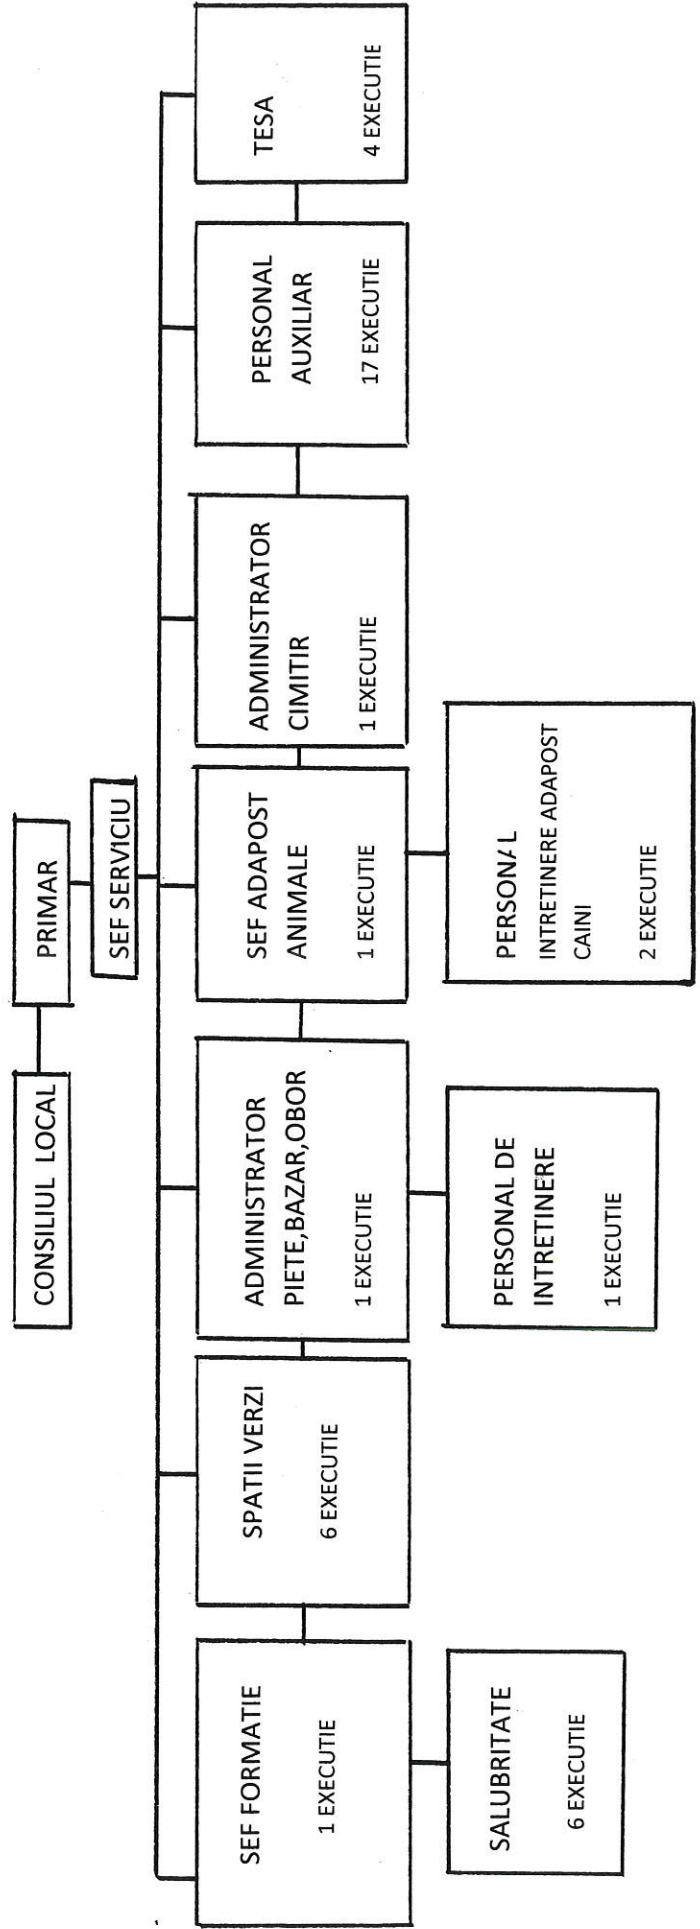 CONSILIUL LOCAL
PRIMAR
SEF SERVICIU
SEF FORMATIE
1 EXECUTIE
SPATII VERZI
6 EXECUTIE
ADMINISTRATOR
PIETE,BAZAR,OBOR
1 EXECUTIE
SEF ADAPOST
ANIMALE
1 EXECUTIE
ADMINISTRATOR
CIMITIR
1 EXECUTIE
PERSONAL
AUXILIAR
17 EXECUTIE
TESA
4 EXECUTIE
SALUBRITATE
6 EXECUTIE
PERSONAL DE
INTRETINERE
1 EXECUTIE
PERSONAL
INTRETINERE ADAPOST
CAINI
2 EXECUTIE